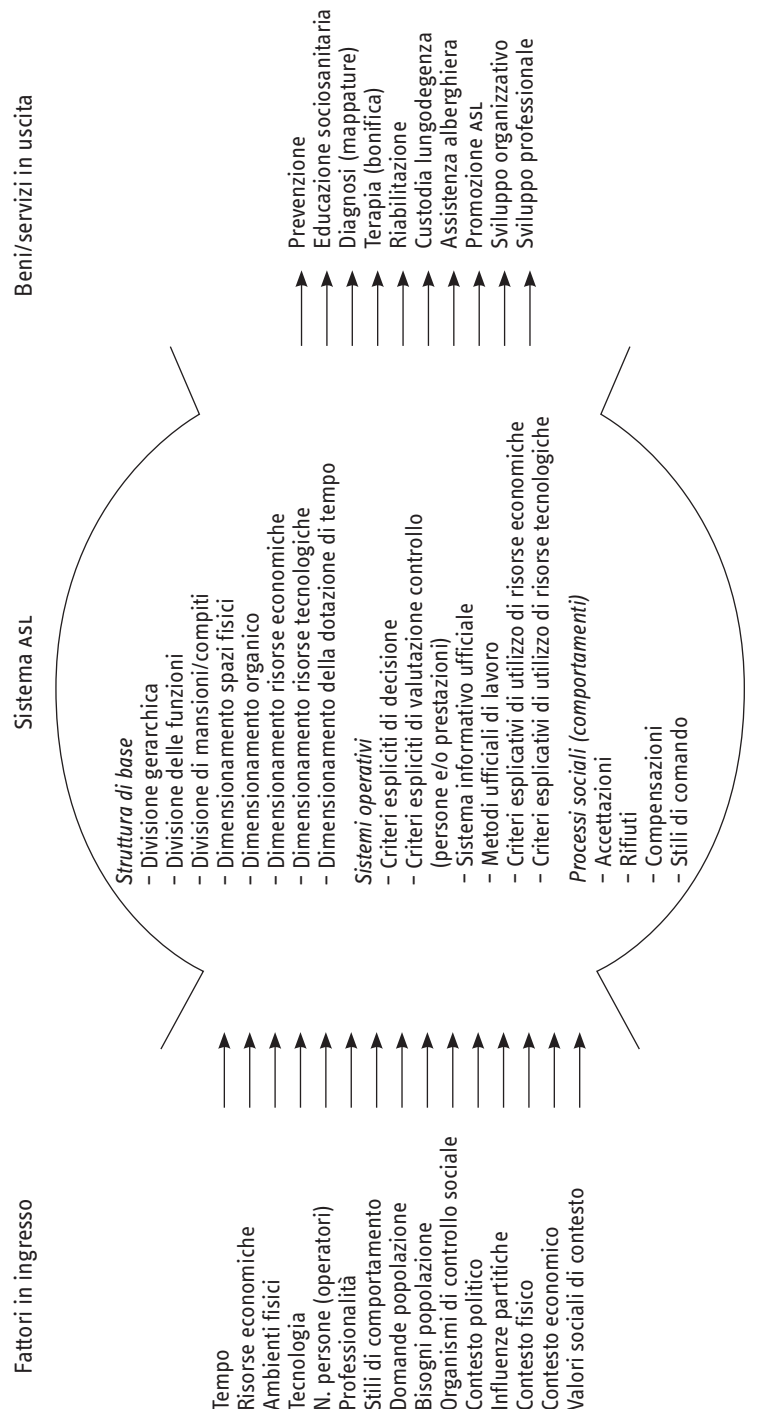 Fattori in ingresso
Tempo
Risorse economiche
Ambienti fisici
Tecnologia
N. persone (operatori)
Professionalità
Stili di comportamento
Domande popolazione
Bisogni popolazione
Organismi di controllo sociale
Contesto politico
Influenze partitiche
Contesto fisico
Contesto economico
Valori sociali di contesto
Sistema ASL
Struttura di base
– Divisione gerarchica
– Divisione delle funzioni
– Divisione di mansioni/compiti
– Dimensionamento spazi fisici
– Dimensionamento organico
– Dimensionamento risorse economiche
– Dimensionamento risorse tecnologiche
– Dimensionamento della dotazione di tempo
Sistemi operativi
– Criteri espliciti di decisione
– Criteri espliciti di valutazione controllo
(persone e/o prestazioni)
– Sistema informativo ufficiale
– Metodi ufficiali di lavoro
– Criteri esplicativi di utilizzo di risorse economiche
– Criteri esplicativi di utilizzo di risorse tecnologiche
Processi sociali (comportamenti)
– Accettazioni
– Rifiuti
– Compensazioni
– Stili di comando
Beni/servizi in uscita
Prevenzione
Educazione sociosanitaria
Diagnosi (mappature)
Terapia (bonifica)
Riabilitazione
Custodia lungodegenza
Assistenza alberghiera
Promozione ASL
Sviluppo organizzativo
Sviluppo professionale